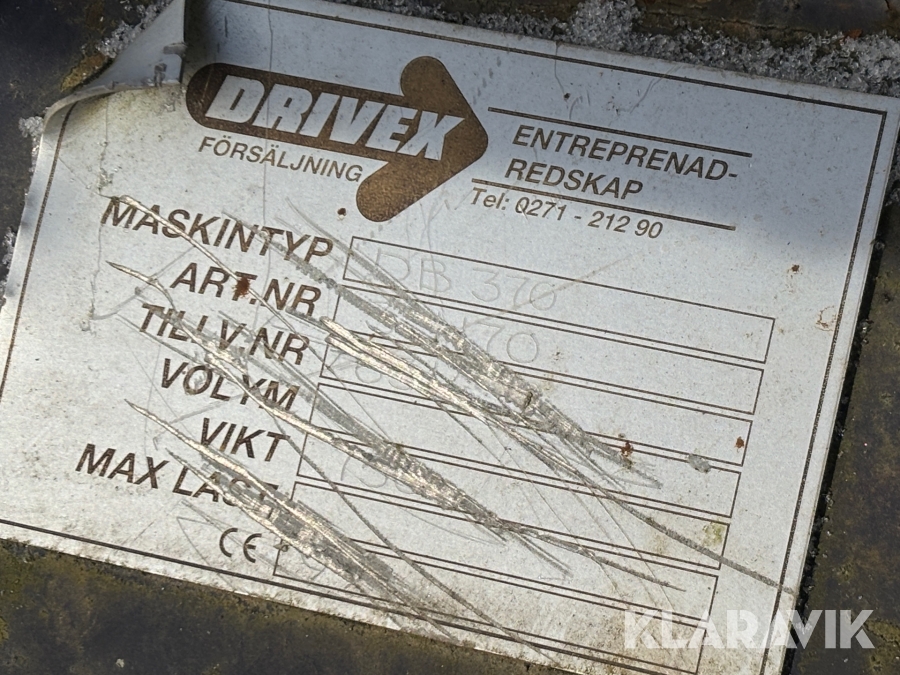 DRIVEX
FÖRSÄLJNING
ENTREPRENAD-
REDSKAP
Tel: 0271 - 212 90
MASKINTYP 370
ART NR
TILLV NR
VOLYM
VIKT
MAX LAST
CE
KLARAVIK